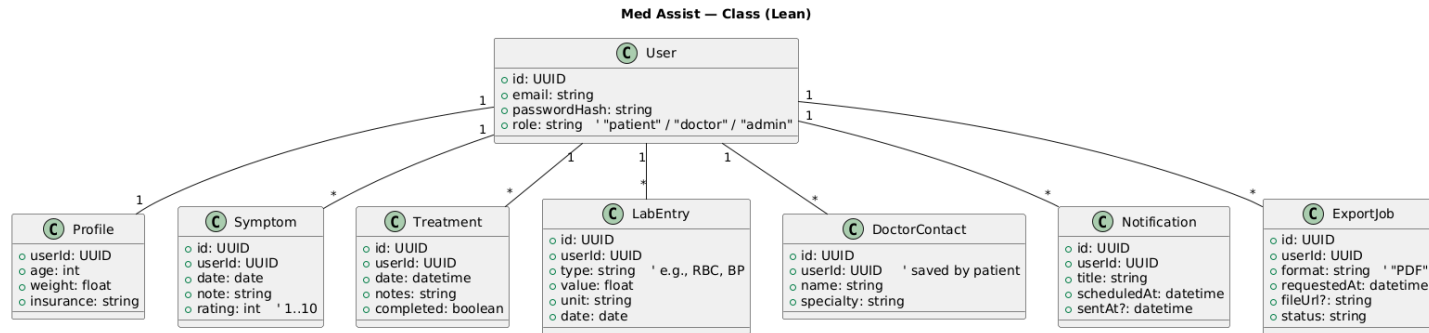 Med Assist — Class (Lean)
C User
id: UUID
email: string
passwordHash: string
role: string ' "patient" / "doctor" / "admin"
1
1
1
1
1
1
1
1
*
*
*
*
*
*
C Profile
userId: UUID
age: int
weight: float
insurance: string
C Symptom
id: UUID
userId: UUID
date: date
note: string
rating: int ' 1..10
C Treatment
id: UUID
userId: UUID
date: datetime
notes: string
completed: boolean
C LabEntry
id: UUID
userId: UUID
type: string ' e.g., RBC, BP
value: float
unit: string
date: date
C DoctorContact
id: UUID
userId: UUID ' saved by patient
name: string
specialty: string
C Notification
id: UUID
userId: UUID
title: string
scheduledAt: datetime
sentAt?: datetime
C ExportJob
id: UUID
userId: UUID
format: string ' "PDF"
requestedAt: datetime
fileUrl?: string
status: string